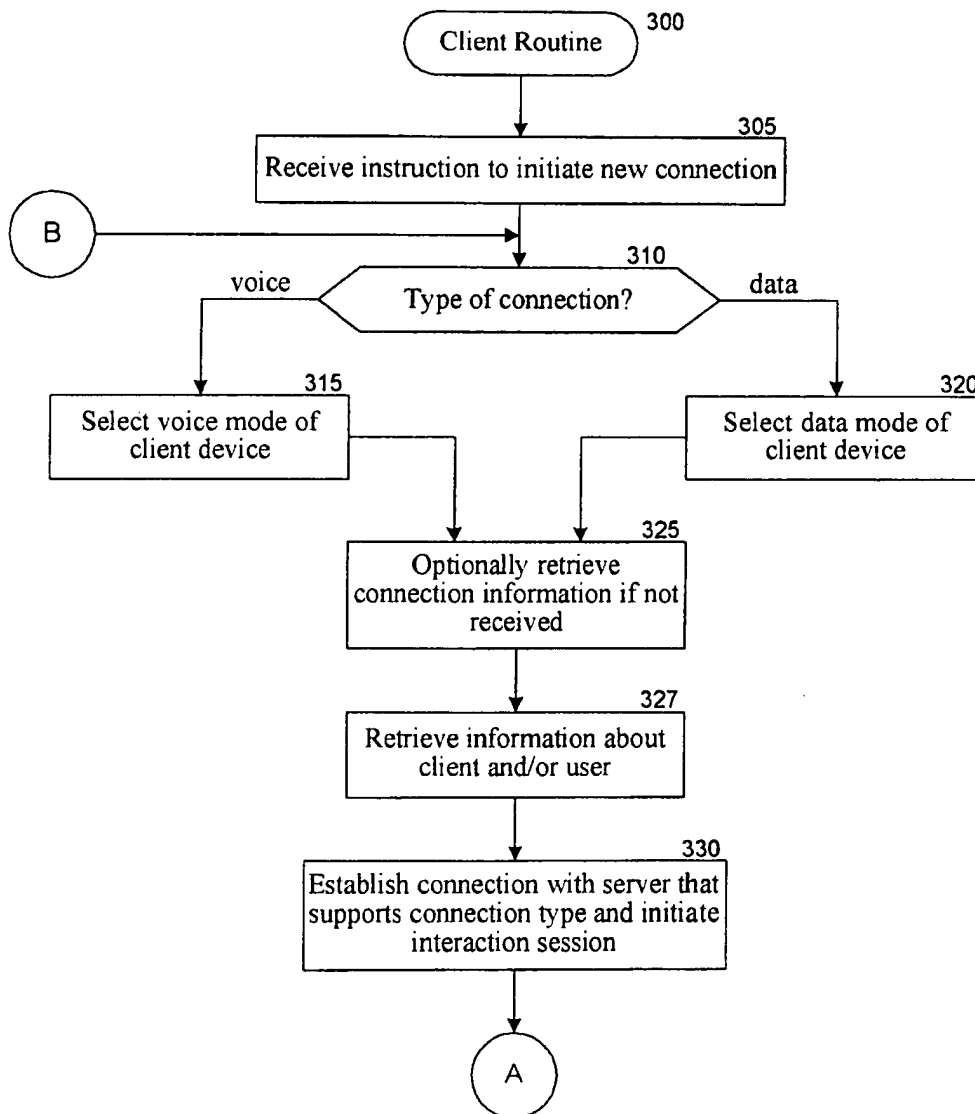 300
Client Routine
305
Receive instruction to initiate new connection
B
310
voice
Type of connection?
data
315
Select voice mode of
client device
320
Select data mode of
client device
325
Optionally retrieve
connection information if not
received
327
Retrieve information about
client and/or user
330
Establish connection with server that
supports connection type and initiate
interaction session
A